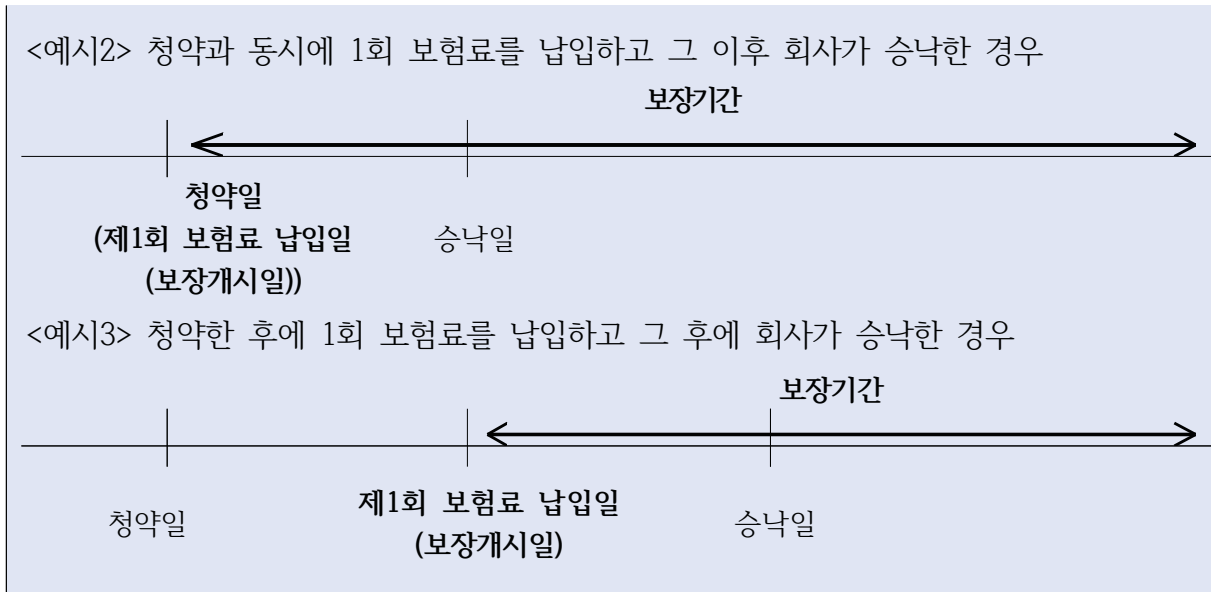 <예시2> 청약과 동시에 1회 보험료를 납입하고 그 이후 회사가 승낙한 경우
보장기간
청약일
(제1회 보험료 납입일
(보장개시일))
승낙일
<예시3> 청약한 후에 1회 보험료를 납입하고 그 후에 회사가 승낙한 경우
보장기간
청약일
제1회 보험료 납입일
(보장개시일)
승낙일